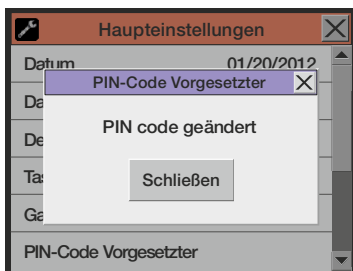 Haupteinstellungen
Datum 01/20/2012
PIN-Code Vorgesetzter
PIN code geändert
Schließen
PIN-Code Vorgesetzter